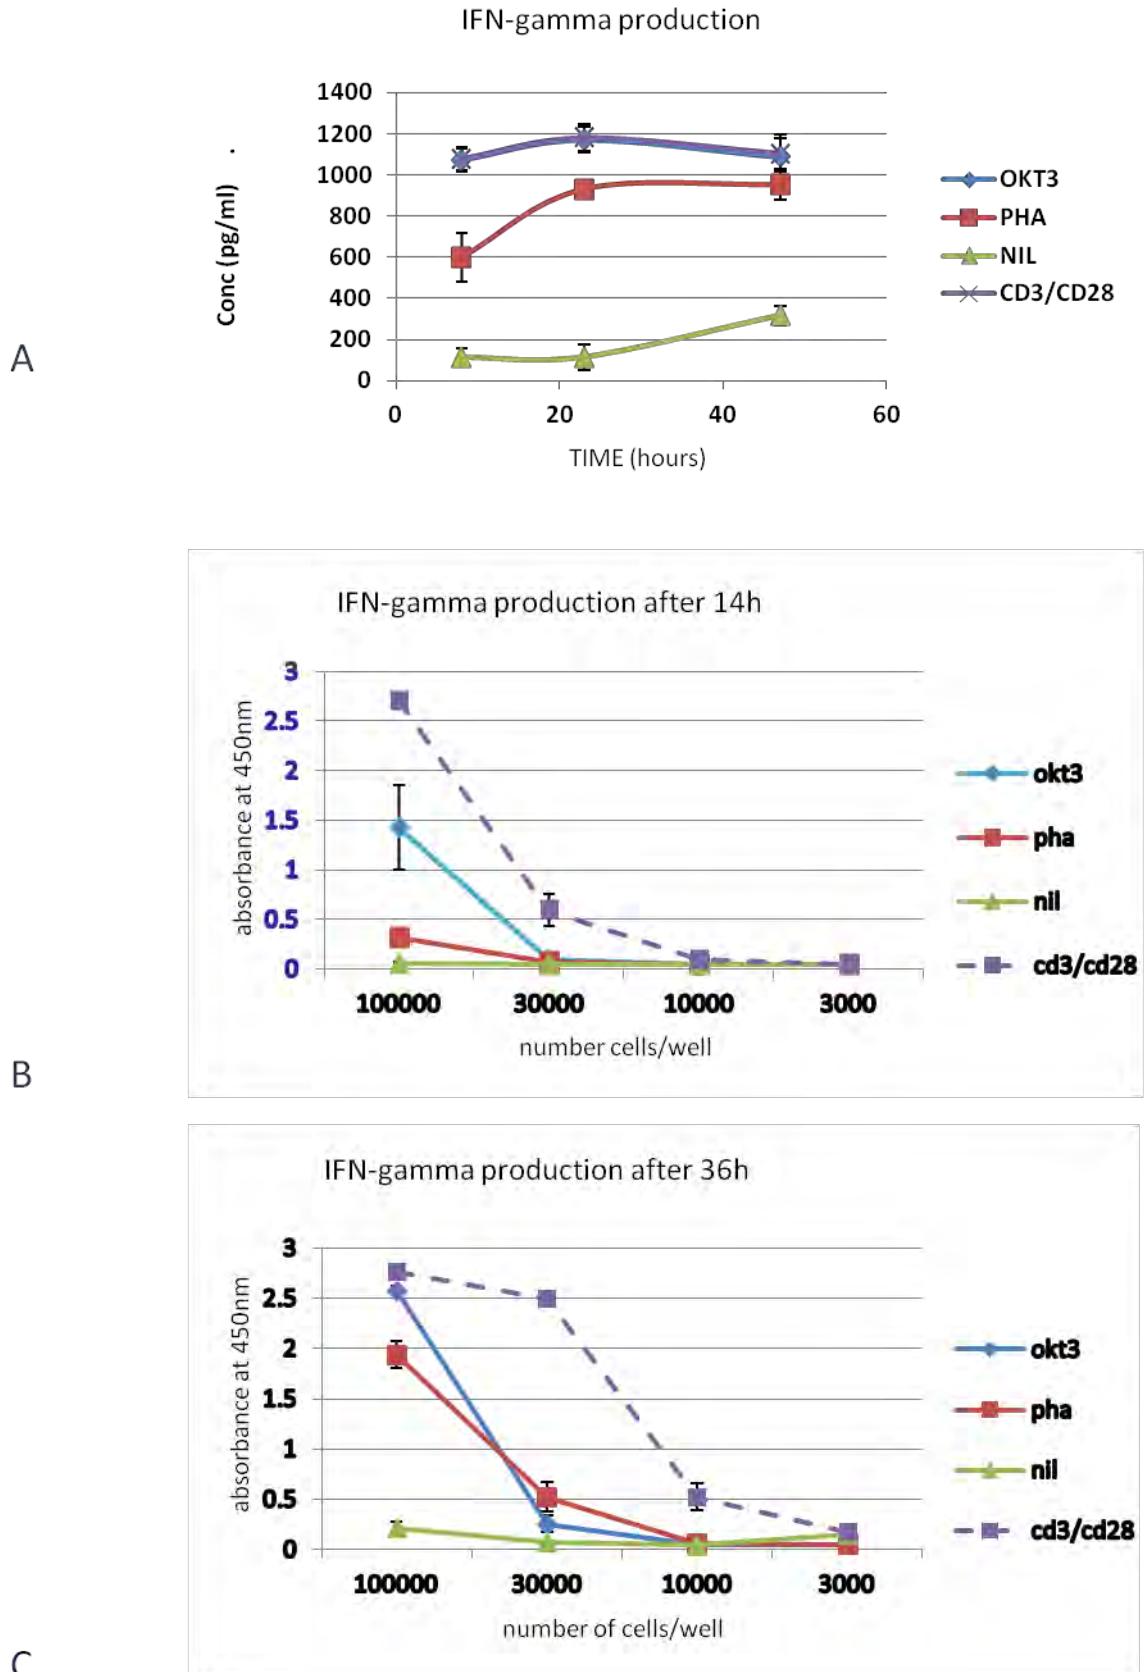 IFN-gamma production
1400
1200
1000
800
600
400
200
0
Conc (pg/ml) .
0 20 40 60
TIME (hours)
OKT3
PHA
NIL
CD3/CD28
A
IFN-gamma production after 14h
3
2.5
2
1.5
1
0.5
0
absorbance at 450nm
100000 30000 10000 3000
number cells/well
okt3
pha
nil
cd3/cd28
B
IFN-gamma production after 36h
3
2.5
2
1.5
1
0.5
0
absorbance at 450nm
100000 30000 10000 3000
number of cells/well
okt3
pha
nil
cd3/cd28
C